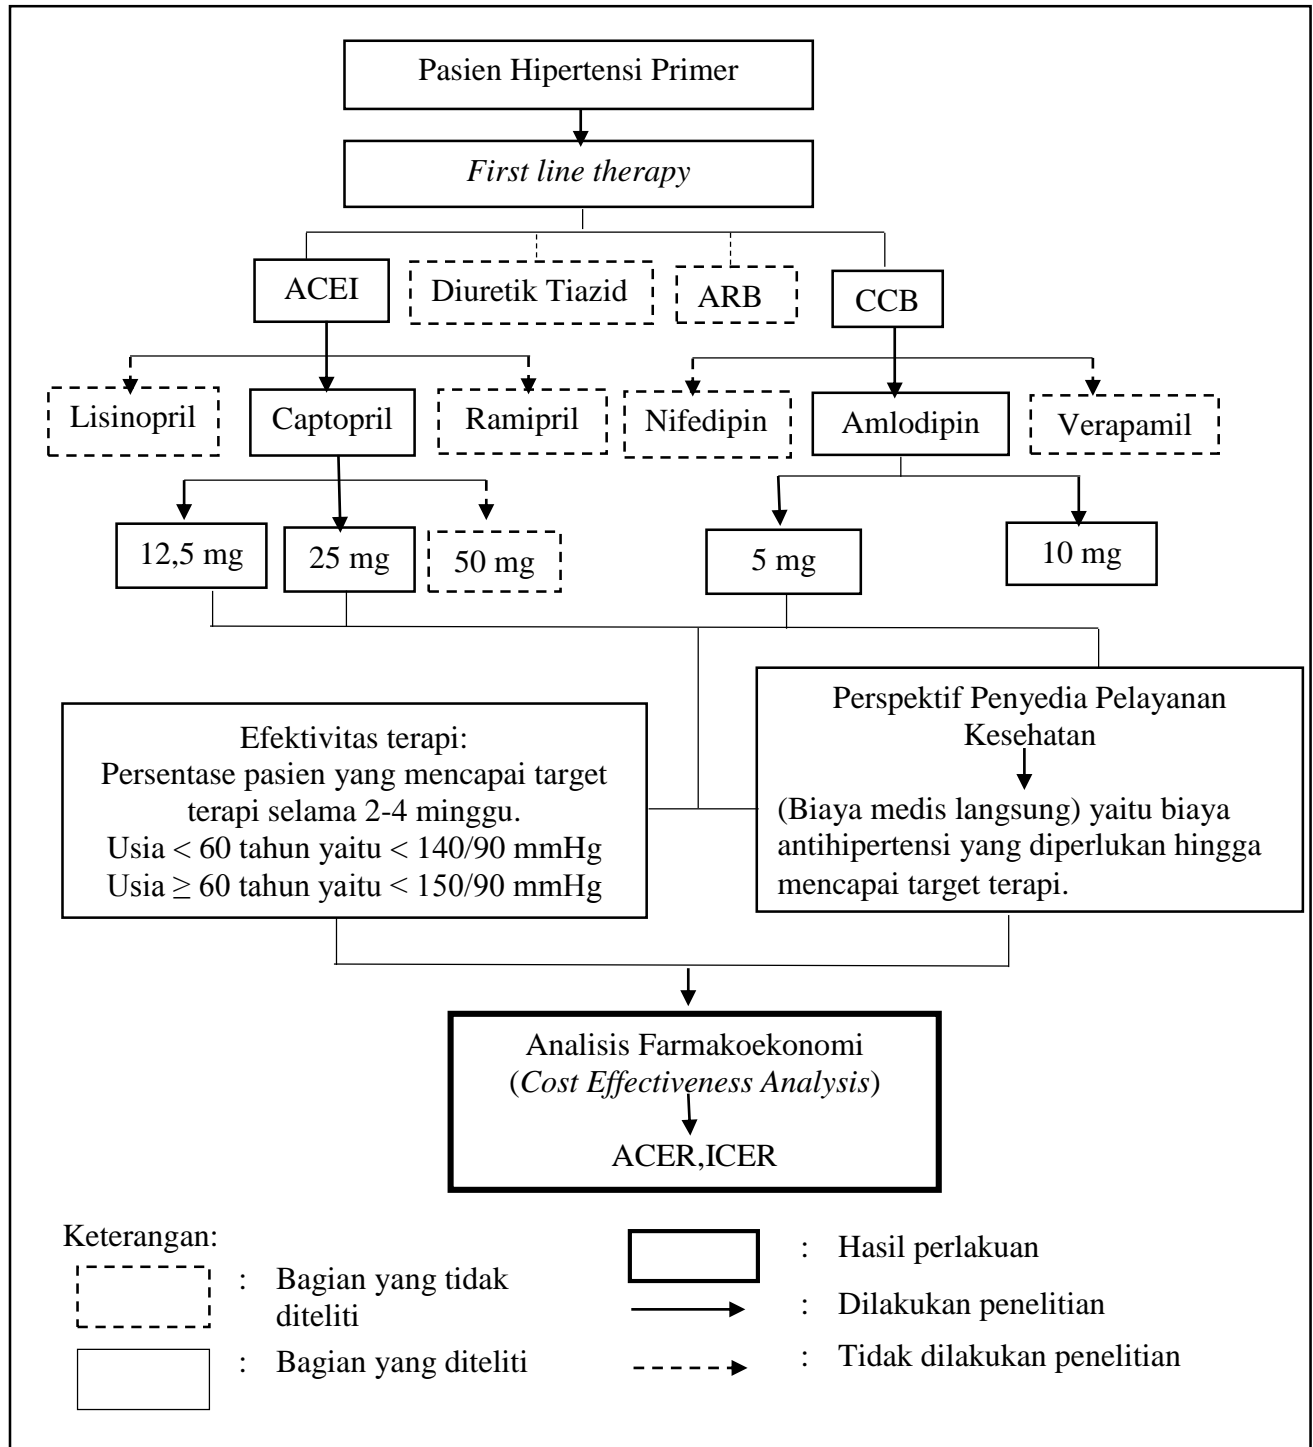 Pasien Hipertensi Primer
First line therapy
ACEI
Diuretik Tiazid
ARB
CCB
Lisinopril
Captopril
Ramipril
Nifedipin
Amlodipin
Verapamil
12,5 mg
25 mg
50 mg
5 mg
10 mg
Efektivitas terapi:
Persentase pasien yang mencapai target
terapi selama 2-4 minggu.
Usia < 60 tahun yaitu < 140/90 mmHg
Usia ≥ 60 tahun yaitu < 150/90 mmHg
Perspektif Penyedia Pelayanan
Kesehatan
(Biaya medis langsung) yaitu biaya
antihipertensi yang diperlukan hingga
mencapai target terapi.
Analisis Farmakoekonomi
(Cost Effectiveness Analysis)
ACER,ICER
Keterangan:
: Bagian yang tidak
diteliti
: Bagian yang diteliti
: Hasil perlakuan
: Dilakukan penelitian
: Tidak dilakukan penelitian